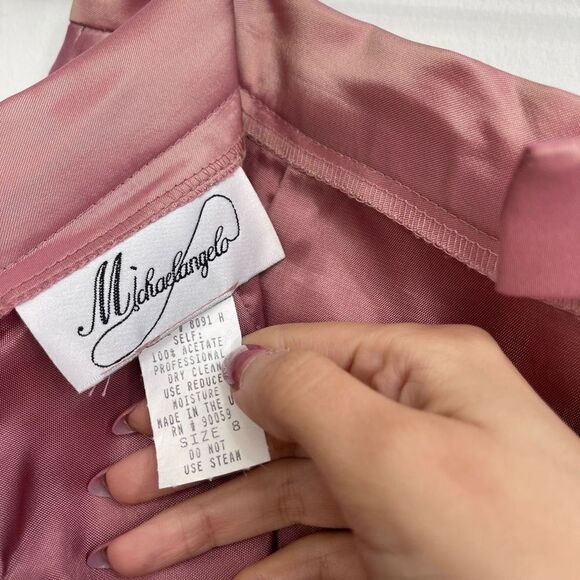 Michaelangelo
# 8091 H
SELF:
100% ACETATE
PROFESSIONAL
DRY CLEAN
USE REDUCED
MOISTURE
MADE IN THE U
RN # 90059
SIZE 8
DO NOT
USE STEAM